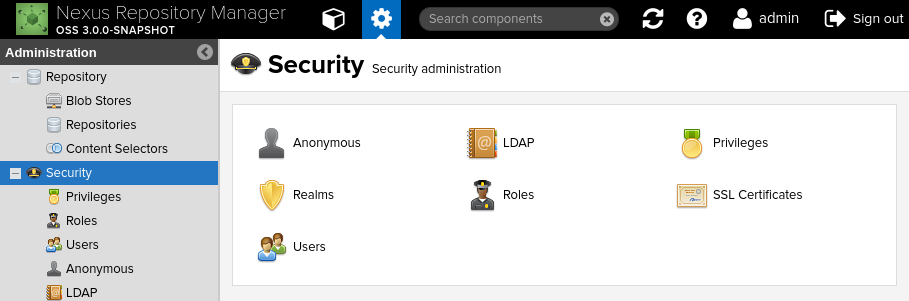 Nexus Repository Manager
OSS 3.0.0-SNAPSHOT
Search components
admin
Sign out
Administration
Repository
Blob Stores
Repositories
Content Selectors
Security
Privileges
Roles
Users
Anonymous
LDAP
Security Security administration
Anonymous LDAP Privileges
Realms Roles SSL Certificates
Users